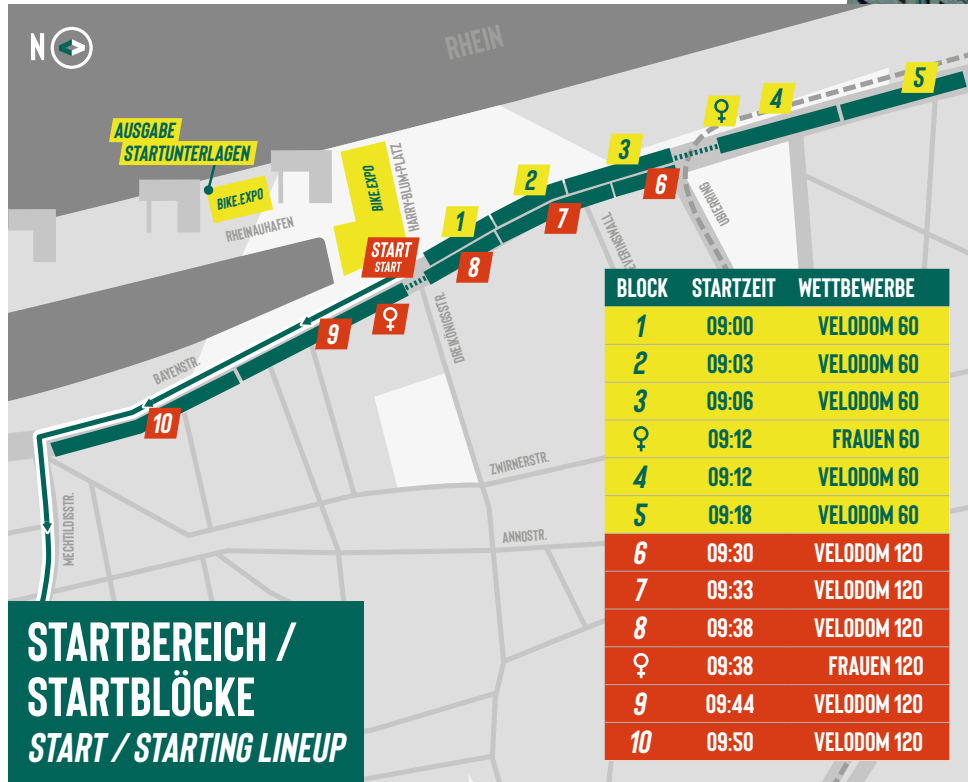 N
RHEIN
AUSGABE
STARTUNTERLAGEN
BIKE.EXPO
RHEINAUHAFEN
BIKE.EXPO
HARRY-BLUM-PLATZ
START
START
1
2
3
♀
4
5
6
7
8
♀
9
10
UBIERRING
EVERINSWALL
DREIKÖNIGSSTR.
BAYENSTR.
MECHTILDISSTR.
ZWIRNERSTR.
ANNOSTR.
BLOCK STARTZEIT WETTBEWERBE
1 09:00 VELODOM 60
2 09:03 VELODOM 60
3 09:06 VELODOM 60
♀ 09:12 FRAUEN 60
4 09:12 VELODOM 60
5 09:18 VELODOM 60
6 09:30 VELODOM 120
7 09:33 VELODOM 120
8 09:38 VELODOM 120
♀ 09:38 FRAUEN 120
9 09:44 VELODOM 120
10 09:50 VELODOM 120
STARTBEREICH /
STARTBLÖCKE
START / STARTING LINEUP